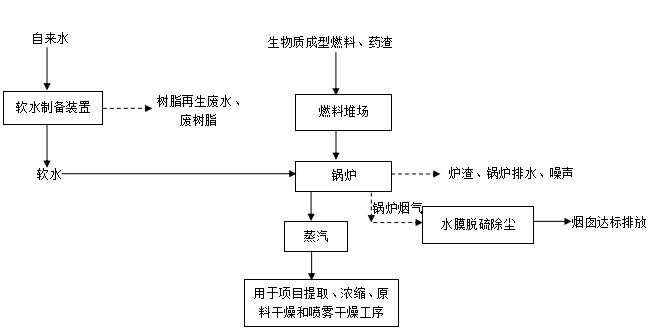 自来水
生物质成型燃料、药渣
软水制备装置
树脂再生废水、
废树脂
燃料堆场
软水
锅炉
炉渣、锅炉排水、噪声
锅炉烟气
水膜脱硫除尘
烟囱达标排放
蒸汽
用于项目提取、浓缩、原
料干燥和喷雾干燥工序